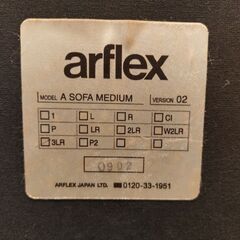 arflex
MODEL A SOFA MEDIUM VERSION 02
□ 1 □ L □ R □ CI
□ P □ LR □ 2LR □ W2LR
☑ 3LR □ P2 □ □
0902
ARFLEX JAPAN LTD. ■■0120-33-1951